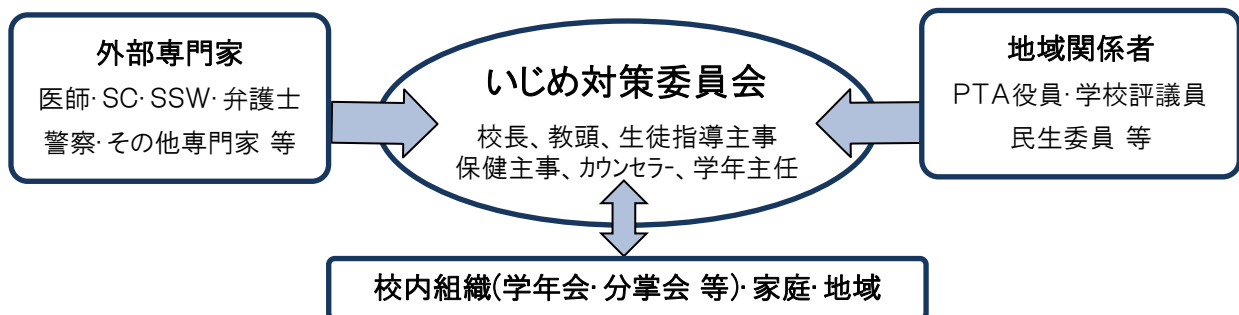 外部専門家
医師・SC・SSW・弁護士
警察・その他専門家 等
いじめ対策委員会
校長、教頭、生徒指導主事
保健主事、カウンセラー、学年主任
地域関係者
PTA役員・学校評議員
民生委員 等
校内組織(学年会・分掌会 等)・家庭・地域